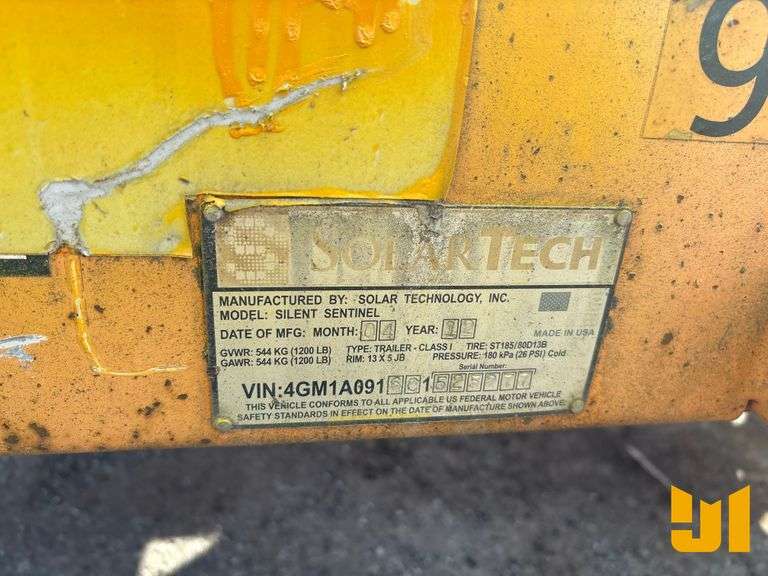 9
SOLARTECH
MANUFACTURED BY: SOLAR TECHNOLOGY, INC.
MODEL: SILENT SENTINEL
DATE OF MFG: MONTH: 04 YEAR: 12 MADE IN USA
GVWR: 544 KG (1200 LB) TYPE: TRAILER - CLASS I TIRE: ST185/80D13B
GAWR: 544 KG (1200 LB) RIM: 13 X 5 JB PRESSURE: 180 kPa (26 PSI) Cold
Serial Number:
VIN:
THIS VEHICLE CONFORMS TO ALL APPLICABLE US FEDERAL MOTOR VEHICLE
SAFETY STANDARDS IN EFFECT ON THE DATE OF MANUFACTURE SHOWN ABOVE.